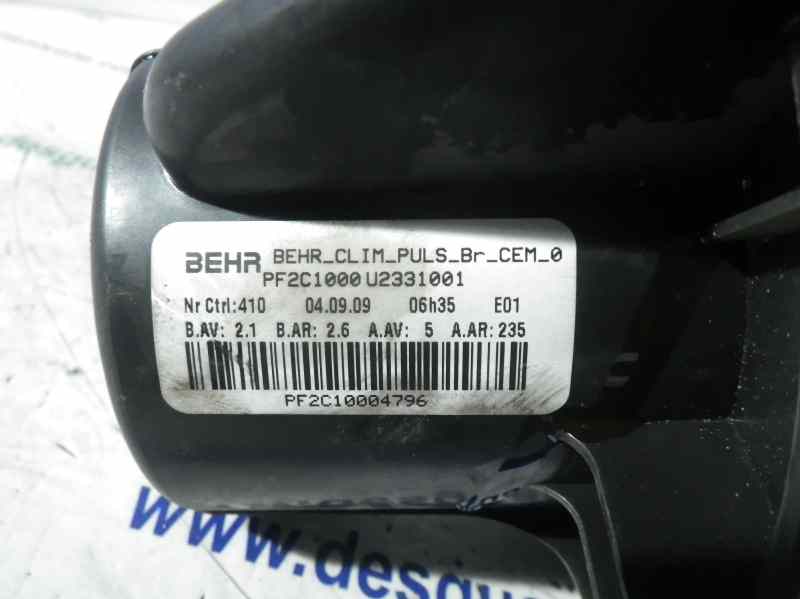 BEHR BEHR_CLIM_PULS_Br_CEM_0
PF2C1000 U2331001
Nr Ctrl:410 04.09.09 06h35 E01
B.AV: 2.1 B.AR: 2.6 A.AV: 5 A.AR: 235
PF2C10004796
www.desgu